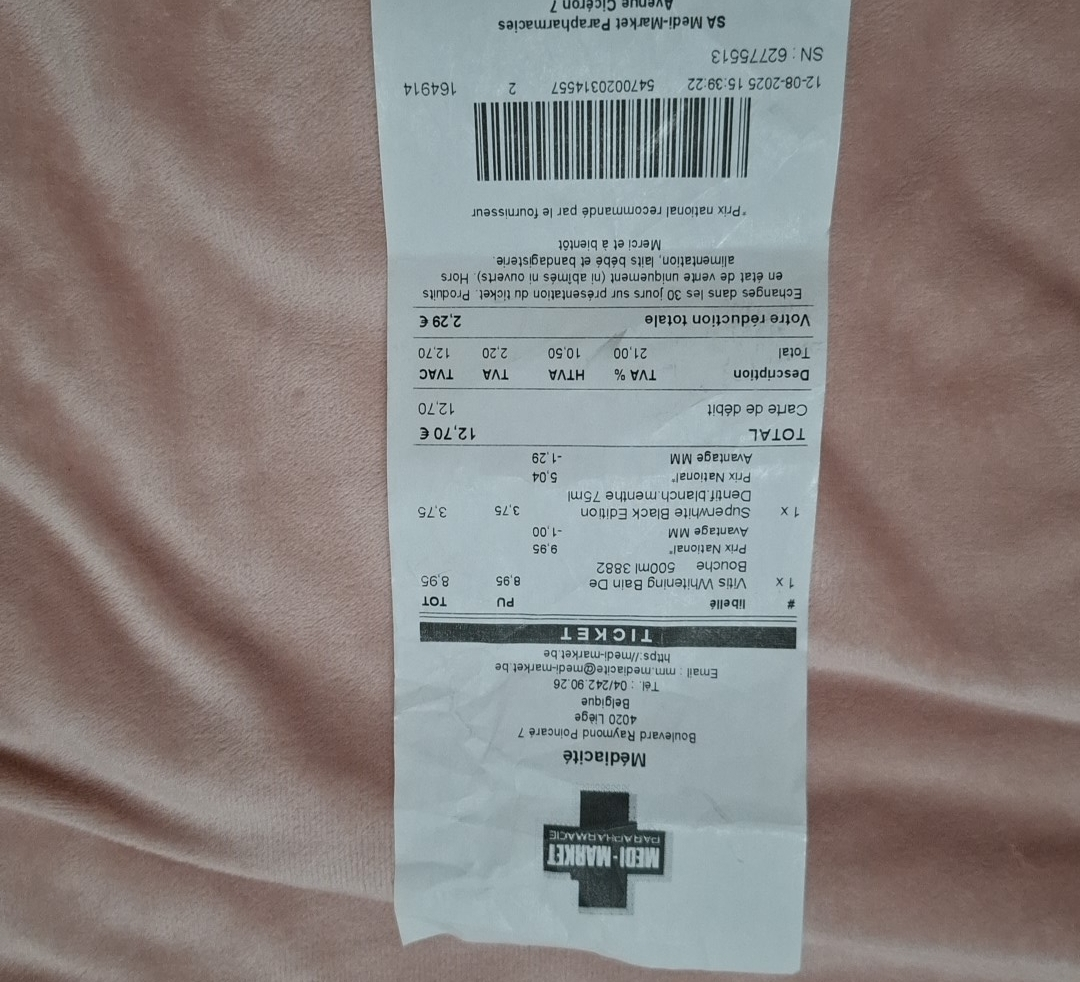 MEDI-MARKET
PARAPHARMACIE
Médiacité
Boulevard Raymond Poincaré 7
4020 Liège
Belgique
Tél. : 04/242.90.26
Email : mm.mediacite@medi-market.be
https://medi-market.be
TICKET
# libellé PU TOT
1 x Vitis Whitening Bain De 8,95 8,95
Bouche 500ml 3882
Prix National* 9,95
Avantage MM -1,00
1 x Superwhite Black Edition 3,75 3,75
Dentif.blanch.menthe 75ml
Prix National* 5,04
Avantage MM -1,29
TOTAL 12,70 €
Carte de débit 12,70
Description TVA % HTVA TVA TVAC
Total 21,00 10,50 2,20 12,70
Votre réduction totale 2,29 €
Echanges dans les 30 jours sur présentation du ticket. Produits
en état de vente uniquement (ni abîmés ni ouverts). Hors
alimentation, laits bébé et bandagisterie.
Merci et à bientôt
*Prix national recommandé par le fournisseur
12-08-2025 15:39:22 5470020314557 2 164914
SN : 62775513
SA Medi-Market Parapharmacies
Avenue Cicéron 7